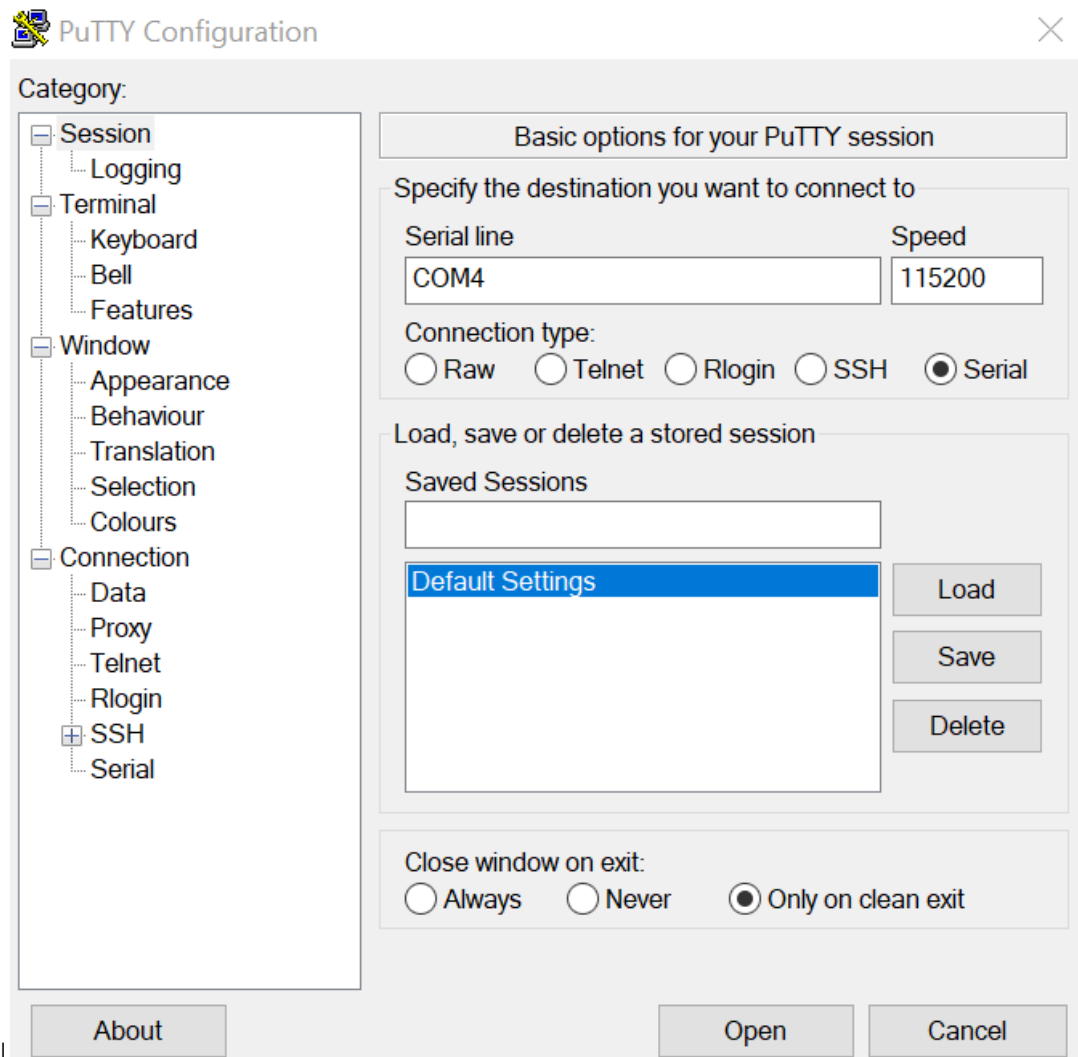 PuTTY Configuration
Category:
Session
Logging
Terminal
Keyboard
Bell
Features
Window
Appearance
Behaviour
Translation
Selection
Colours
Connection
Data
Proxy
Telnet
Rlogin
SSH
Serial
Basic options for your PuTTY session
Specify the destination you want to connect to
Serial line Speed
COM4 115200
Connection type:
Raw Telnet Rlogin SSH Serial
Load, save or delete a stored session
Saved Sessions
Default Settings
Load
Save
Delete
Close window on exit:
Always Never Only on clean exit
About Open Cancel